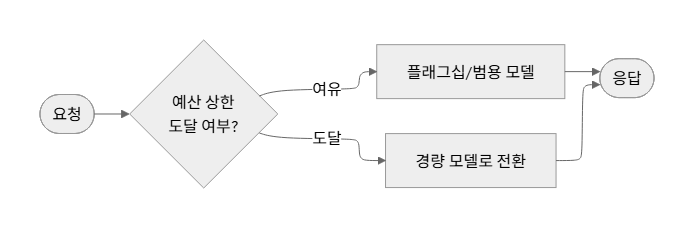 요청
예산 상한
도달 여부?
여유
플래그십/범용 모델
도달
경량 모델로 전환
응답